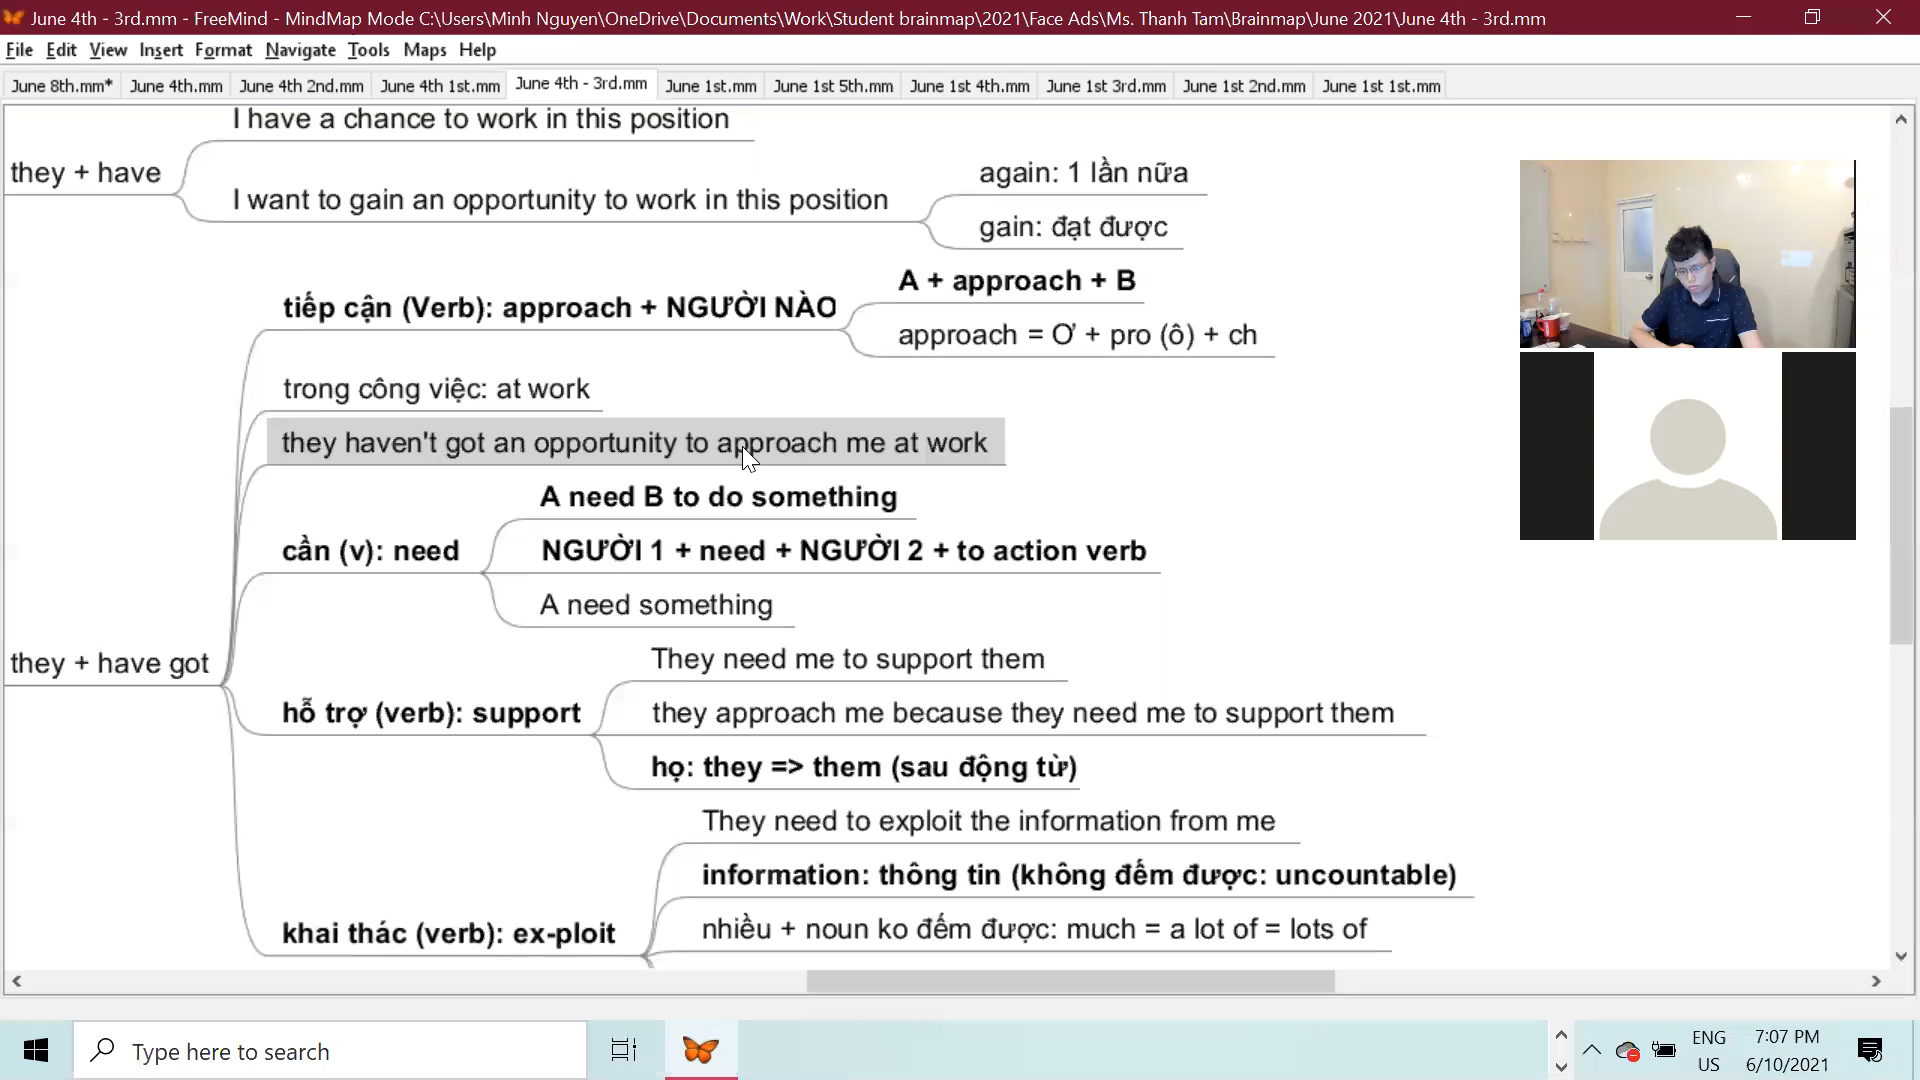 June 4th - 3rd.mm - FreeMind - MindMap Mode C:\Users\Minh Nguyen\OneDrive\Documents\Work\Student brainmap\2021\Face Ads\Ms. Thanh Tam\Brainmap\June 2021\June 4th - 3rd.mm
File Edit View Insert Format Navigate Tools Maps Help
June 8th.mm* June 4th.mm June 4th 2nd.mm June 4th 1st.mm June 4th - 3rd.mm June 1st.mm June 1st 5th.mm June 1st 4th.mm June 1st 3rd.mm June 1st 2nd.mm June 1st 1st.mm
I have a chance to work in this position
they + have
I want to gain an opportunity to work in this position
again: 1 lần nữa
gain: đạt được
tiếp cận (Verb): approach + NGƯỜI NÀO
A + approach + B
approach = Ơ + pro (ô) + ch
trong công việc: at work
they haven't got an opportunity to approach me at work
A need B to do something
cần (v): need
NGƯỜI 1 + need + NGƯỜI 2 + to action verb
A need something
they + have got
They need me to support them
hỗ trợ (verb): support
they approach me because they need me to support them
họ: they => them (sau động từ)
They need to exploit the information from me
information: thông tin (không đếm được: uncountable)
khai thác (verb): ex-ploit
nhiều + noun ko đếm được: much = a lot of = lots of
Type here to search
ENG
US
7:07 PM
6/10/2021